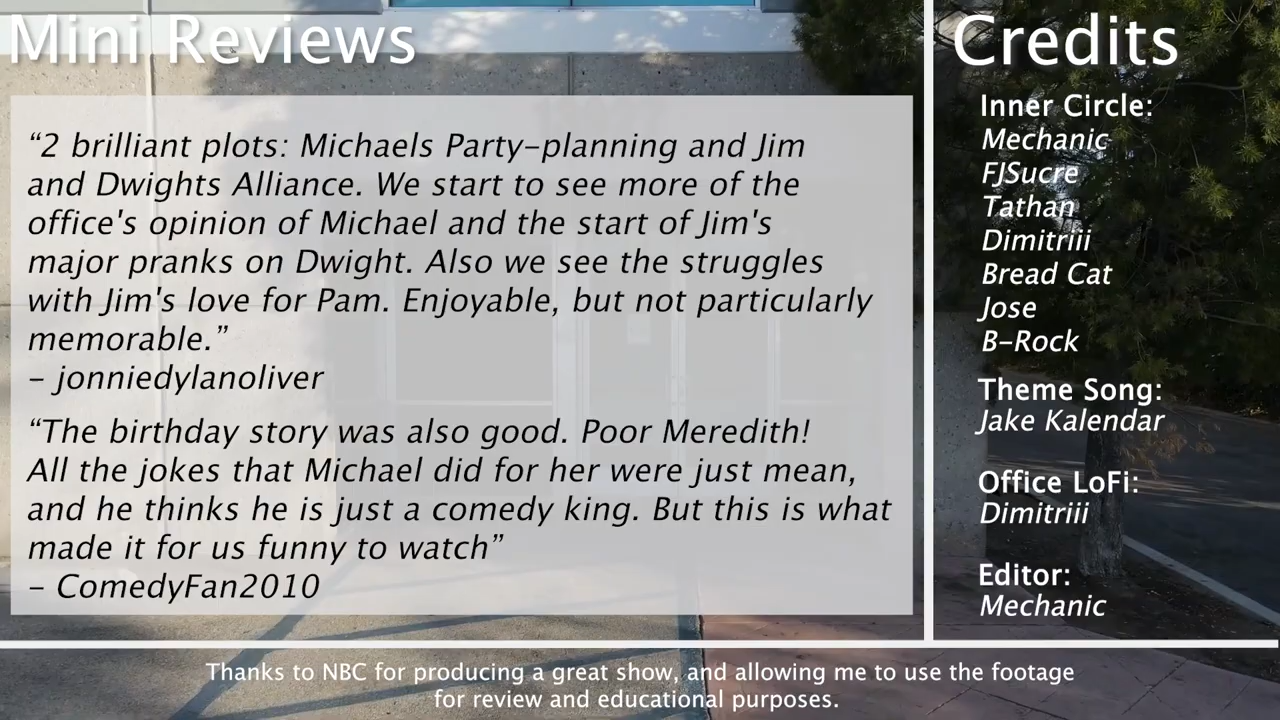 Mini Reviews
“2 brilliant plots: Michaels Party-planning and Jim
and Dwights Alliance. We start to see more of the
office's opinion of Michael and the start of Jim's
major pranks on Dwight. Also we see the struggles
with Jim's love for Pam. Enjoyable, but not particularly
memorable.”
- jonniedylanoliver
“The birthday story was also good. Poor Meredith!
All the jokes that Michael did for her were just mean,
and he thinks he is just a comedy king. But this is what
made it for us funny to watch”
- ComedyFan2010
Credits
Inner Circle:
Mechanic
FJSucre
Tathan
Dimitriii
Bread Cat
Jose
B-Rock
Theme Song:
Jake Kalendar
Office LoFi:
Dimitriii
Editor:
Mechanic
Thanks to NBC for producing a great show, and allowing me to use the footage
for review and educational purposes.